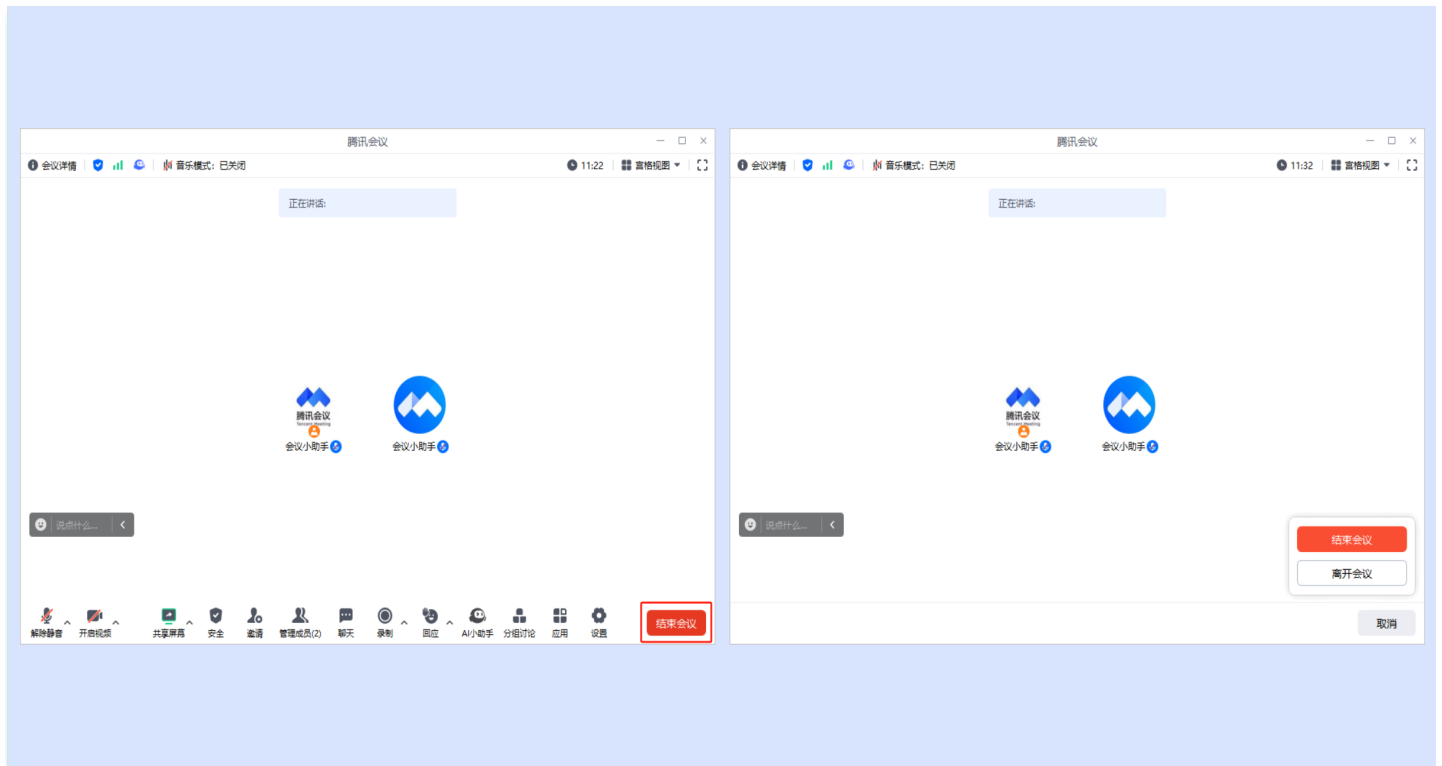 腾讯会议
会议详情 音乐模式：已关闭 11:22 宫格视图
正在讲话:
腾讯会议
Tencent Meeting
会议小助手 会议小助手
说点什么...
解除静音 开启视频 共享屏幕 安全 邀请 管理成员(2) 聊天 录制 回应 AI小助手 分组讨论 应用 设置 结束会议
腾讯会议
会议详情 音乐模式：已关闭 11:32 宫格视图
正在讲话:
腾讯会议
Tencent Meeting
会议小助手 会议小助手
说点什么...
结束会议
离开会议
取消